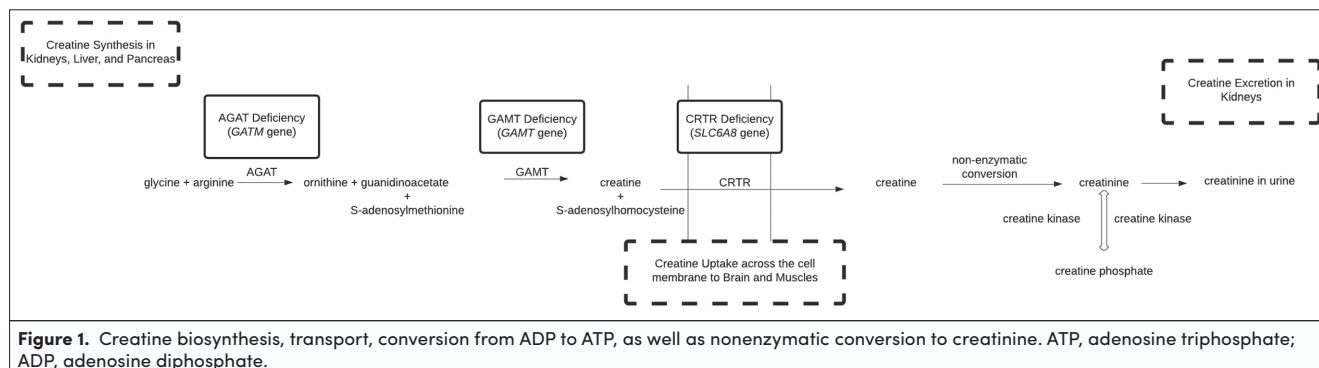 Creatine Synthesis in
Kidneys, Liver, and Pancreas
Creatine Excretion in
Kidneys
AGAT Deficiency
(GATM gene)
GAMT Deficiency
(GAMT gene)
CRTR Deficiency
(SLC6A8 gene)
glycine + arginine
AGAT
ornithine + guanidinoacetate
+
S-adenosylmethionine
GAMT
creatine
+
S-adenosylhomocysteine
CRTR
creatine
non-enzymatic
conversion
creatinine
creatinine in urine
creatine kinase
creatine kinase
creatine phosphate
Creatine Uptake across the cell
membrane to Brain and Muscles
Figure 1. Creatine biosynthesis, transport, conversion from ADP to ATP, as well as nonenzymatic conversion to creatinine. ATP, adenosine triphosphate;
ADP, adenosine diphosphate.